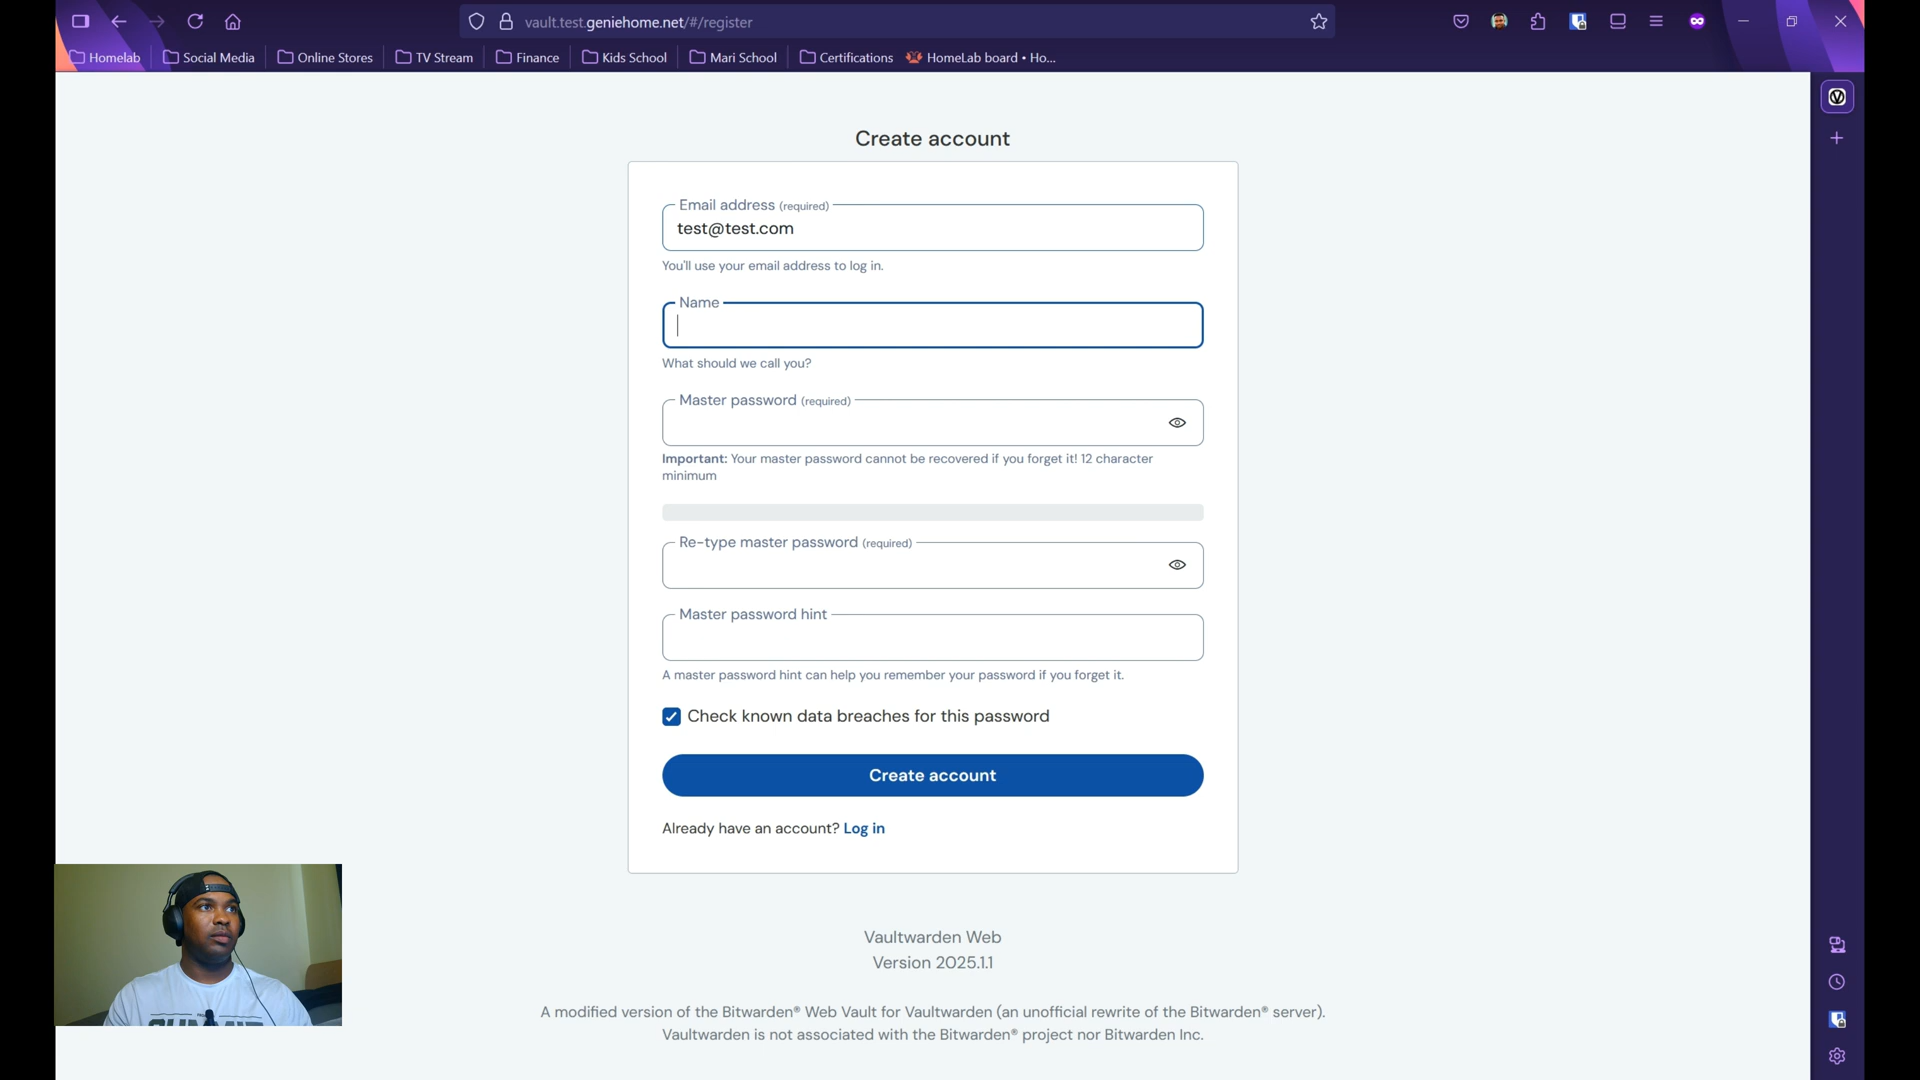 vault.test.geniehome.net/#/register
Homelab
Social Media
Online Stores
TV Stream
Finance
Kids School
Mari School
Certifications
HomeLab board • Ho...
Create account
Email address (required)
test@test.com
You'll use your email address to log in.
Name
What should we call you?
Master password (required)
Important: Your master password cannot be recovered if you forget it! 12 character
minimum
Re-type master password (required)
Master password hint
A master password hint can help you remember your password if you forget it.
Check known data breaches for this password
Create account
Already have an account? Log in
Vaultwarden Web
Version 2025.1.1
A modified version of the Bitwarden® Web Vault for Vaultwarden (an unofficial rewrite of the Bitwarden® server).
Vaultwarden is not associated with the Bitwarden® project nor Bitwarden Inc.